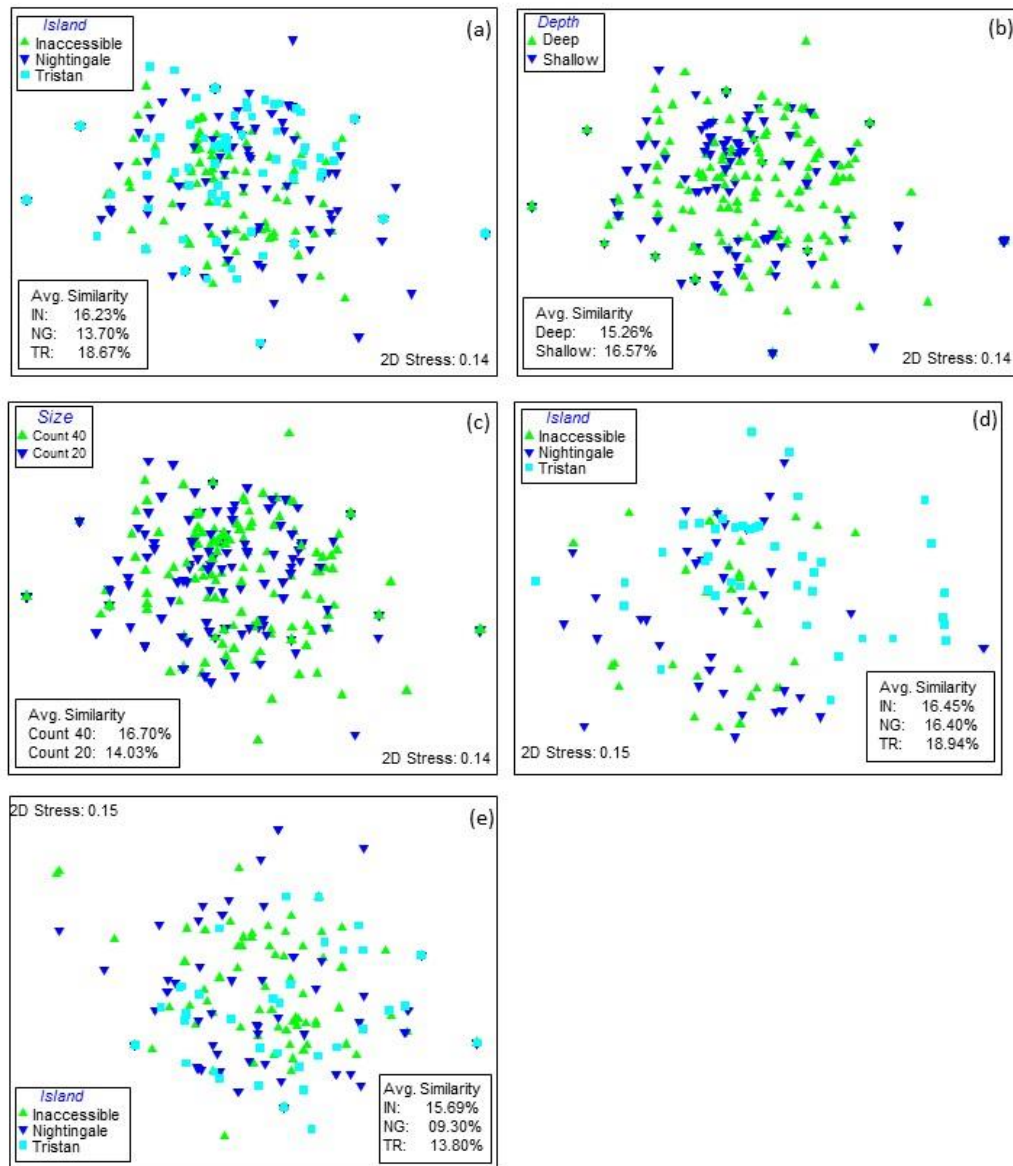 Island
Inaccessible
Nightingale
Tristan
(a)
Avg. Similarity
IN: 16.23%
NG: 13.70%
TR: 18.67%
2D Stress: 0.14
Depth
Deep
Shallow
(b)
Avg. Similarity
Deep: 15.26%
Shallow: 16.57%
2D Stress: 0.14
Size
Count 40
Count 20
(c)
Avg. Similarity
Count 40: 16.70%
Count 20: 14.03%
2D Stress: 0.14
Island
Inaccessible
Nightingale
Tristan
(d)
Avg. Similarity
IN: 16.45%
NG: 16.40%
TR: 18.94%
2D Stress: 0.15
2D Stress: 0.15
(e)
Island
Inaccessible
Nightingale
Tristan
Avg. Similarity
IN: 15.69%
NG: 09.30%
TR: 13.80%